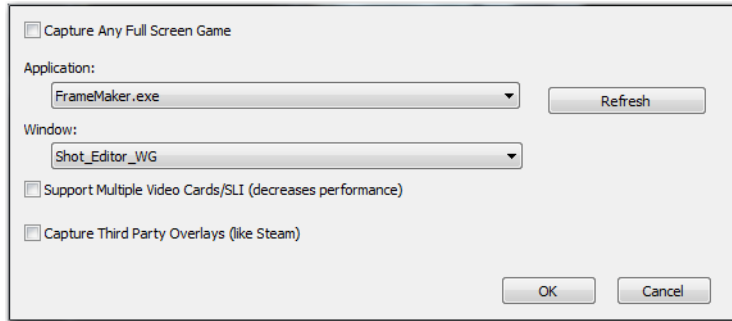 Capture Any Full Screen Game
Application:
FrameMaker.exe
Refresh
Window:
Shot_Editor_WG
Support Multiple Video Cards/SLI (decreases performance)
Capture Third Party Overlays (like Steam)
OK Cancel